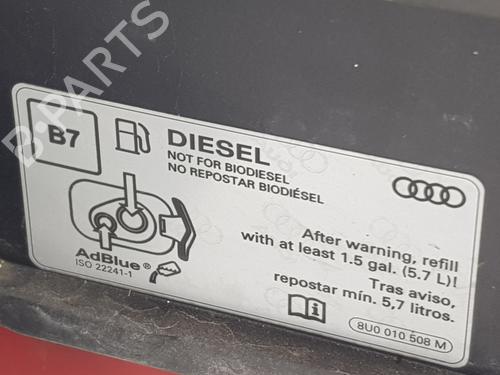 B-PARTS
B7
DIESEL
NOT FOR BIODIESEL
NO REPOSTAR BIODIÉSEL
AdBlue®
ISO 22241-1
After warning, refill
with at least 1.5 gal. (5.7 L)!
Tras aviso,
repostar mín. 5,7 litros.
i
8U0 010 508 M